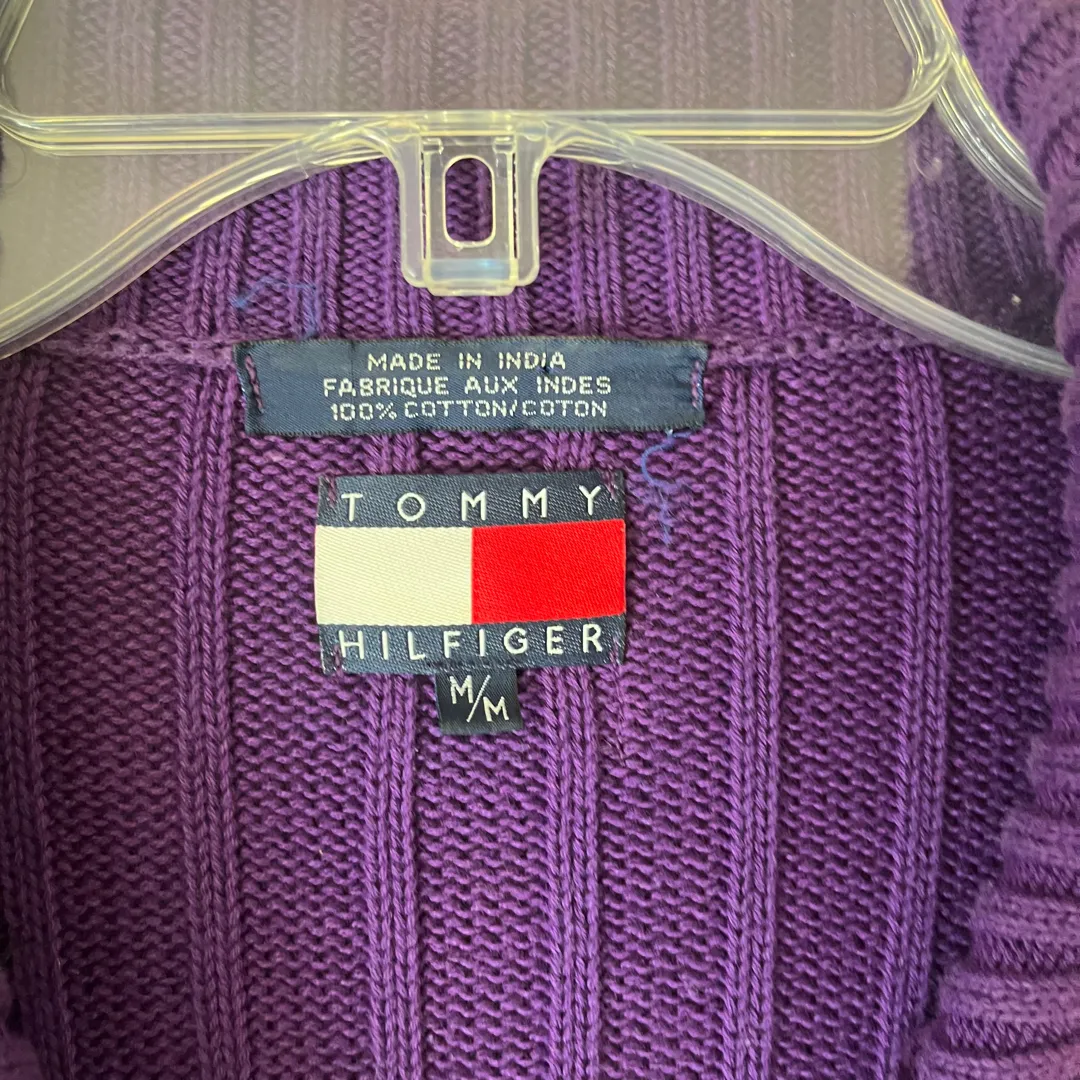 MADE IN INDIA
FABRIQUE AUX INDES
100% COTTON/COTON
TOMMY
HILFIGER
M/M